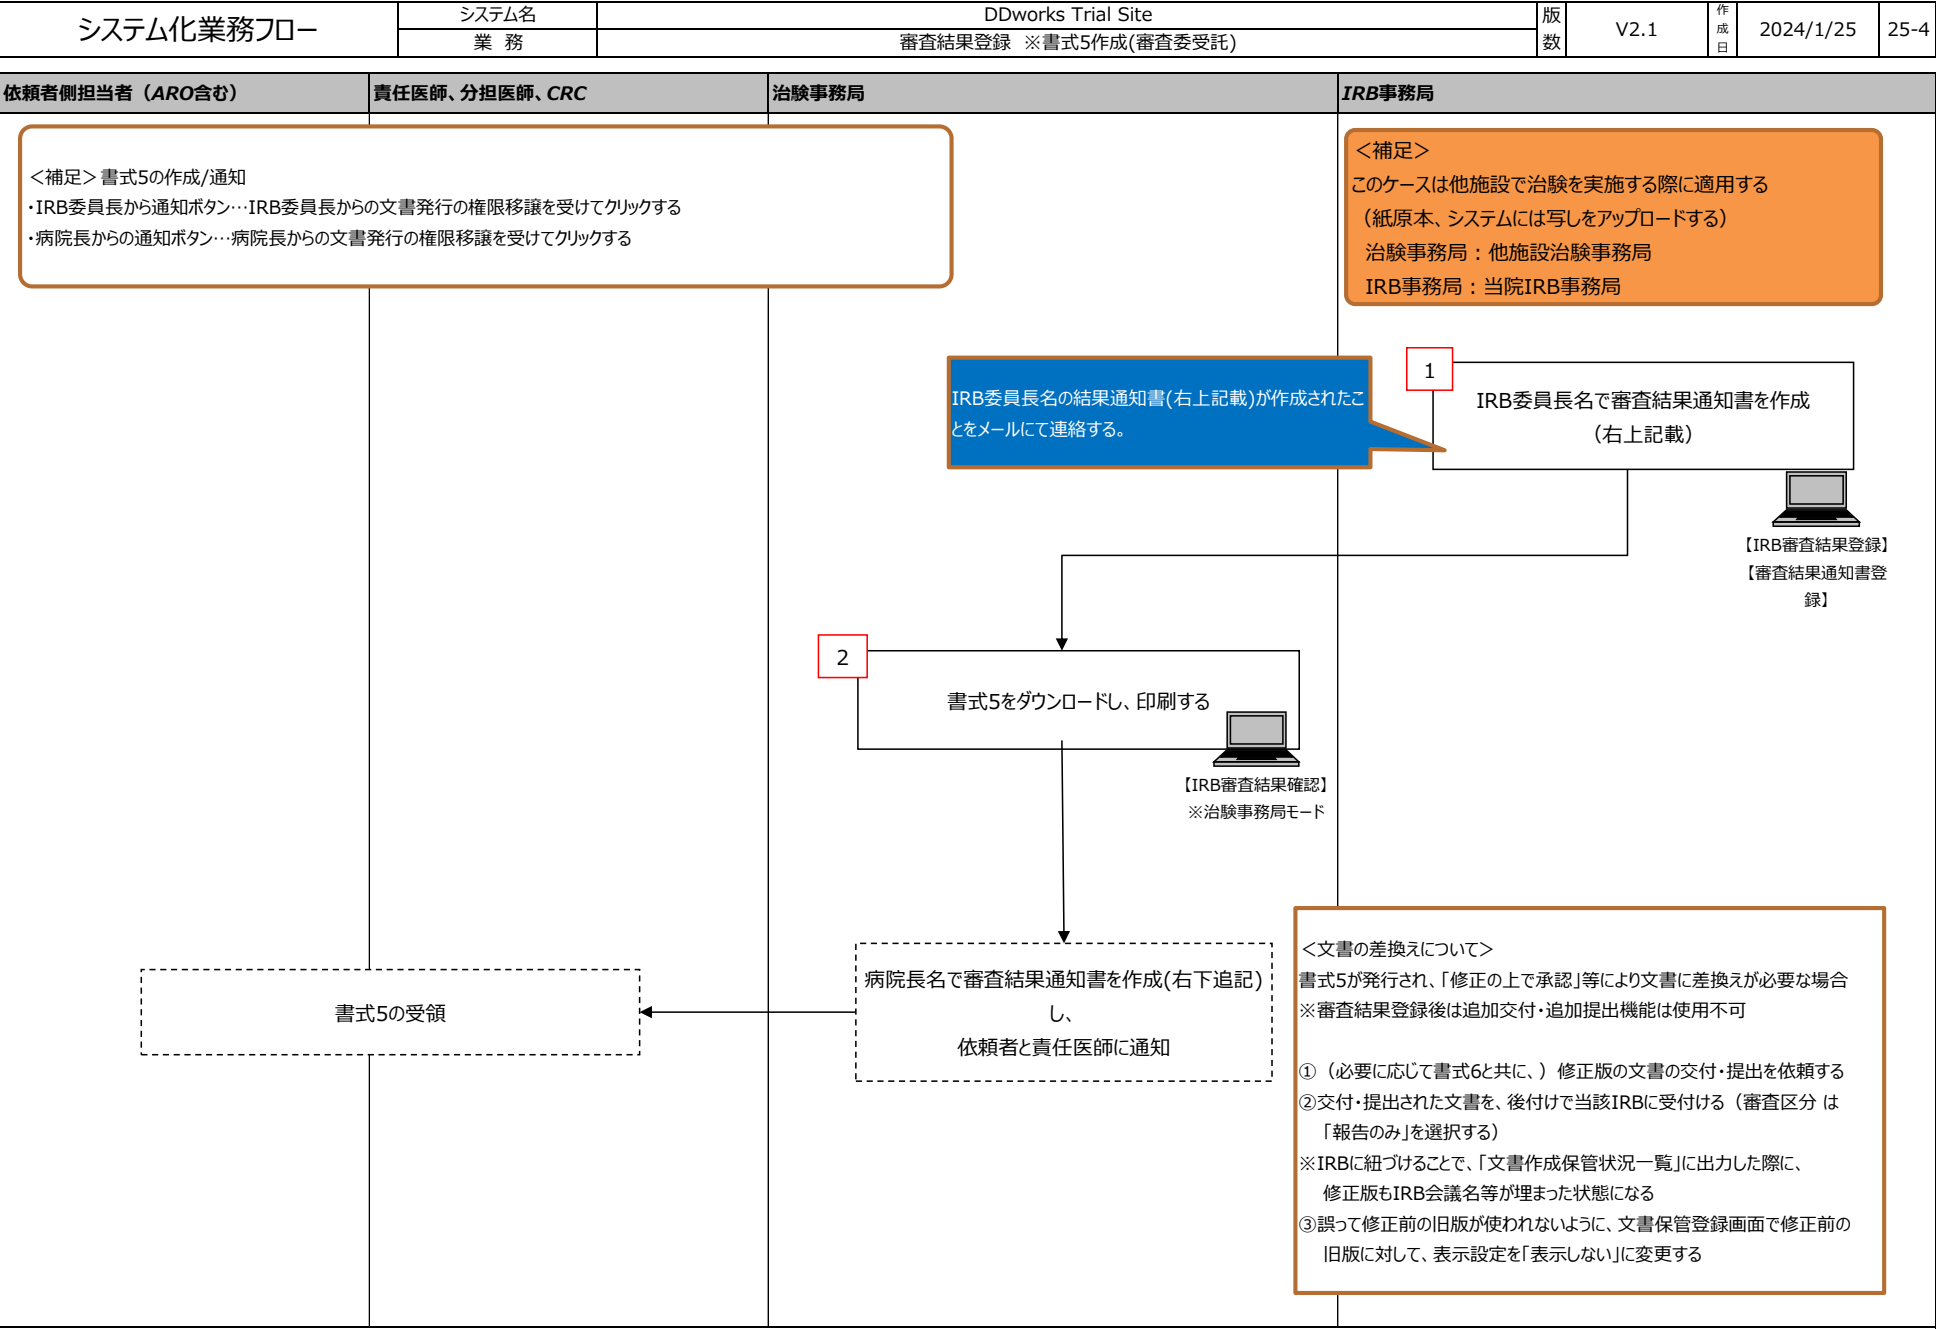 システム化業務フロー
システム名
DDworks Trial Site
業 務
審査結果登録 ※書式5作成(審査委受託)
版数
V2.1
作成日
2024/1/25
25-4
依頼者側担当者（ARO含む）
責任医師、分担医師、CRC
治験事務局
IRB事務局
＜補足＞書式5の作成/通知
・IRB委員長から通知ボタン…IRB委員長からの文書発行の権限移譲を受けてクリックする
・病院長からの通知ボタン…病院長からの文書発行の権限移譲を受けてクリックする
＜補足＞
このケースは他施設で治験を実施する際に適用する
（紙原本、システムには写しをアップロードする）
治験事務局：他施設治験事務局
IRB事務局：当院IRB事務局
IRB委員長名の結果通知書(右上記載)が作成されたこ
とをメールにて連絡する。
1
IRB委員長名で審査結果通知書を作成
（右上記載）
【IRB審査結果登録】
【審査結果通知書登
録】
2
書式5をダウンロードし、印刷する
【IRB審査結果確認】
※治験事務局モード
病院長名で審査結果通知書を作成(右下追記)
し、
依頼者と責任医師に通知
書式5の受領
＜文書の差換えについて＞
書式5が発行され、「修正の上で承認」等により文書に差換えが必要な場合
※審査結果登録後は追加交付・追加提出機能は使用不可
①（必要に応じて書式6と共に、）修正版の文書の交付・提出を依頼する
②交付・提出された文書を、後付けで当該IRBに受付ける（審査区分 は
「報告のみ」を選択する）
※IRBに紐づけることで、「文書作成保管状況一覧」に出力した際に、
修正版もIRB会議名等が埋まった状態になる
③誤って修正前の旧版が使われないように、文書保管登録画面で修正前の
旧版に対して、表示設定を「表示しない」に変更する